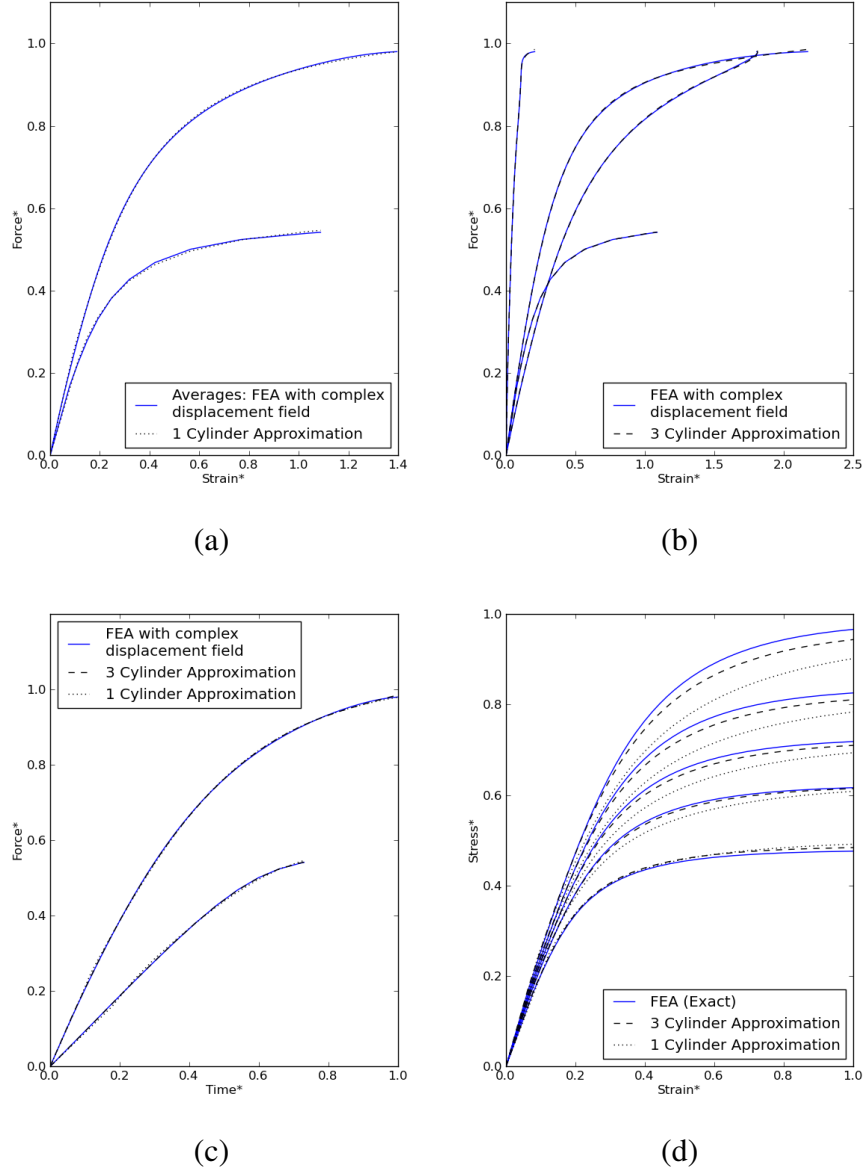 1.0
0.8
0.6
0.4
0.2
0.0
Force*
0.0 0.2 0.4 0.6 0.8 1.0 1.2 1.4
Strain*
Averages: FEA with complex
displacement field
1 Cylinder Approximation
(a)
1.0
0.8
0.6
0.4
0.2
0.0
Force*
0.0 0.5 1.0 1.5 2.0 2.5
Strain*
FEA with complex
displacement field
3 Cylinder Approximation
(b)
FEA with complex
displacement field
3 Cylinder Approximation
1 Cylinder Approximation
1.0
0.8
0.6
0.4
0.2
0.0
Force*
0.0 0.2 0.4 0.6 0.8 1.0
Time*
(c)
1.0
0.8
0.6
0.4
0.2
0.0
Stress*
0.0 0.2 0.4 0.6 0.8 1.0
Strain*
FEA (Exact)
3 Cylinder Approximation
1 Cylinder Approximation
(d)